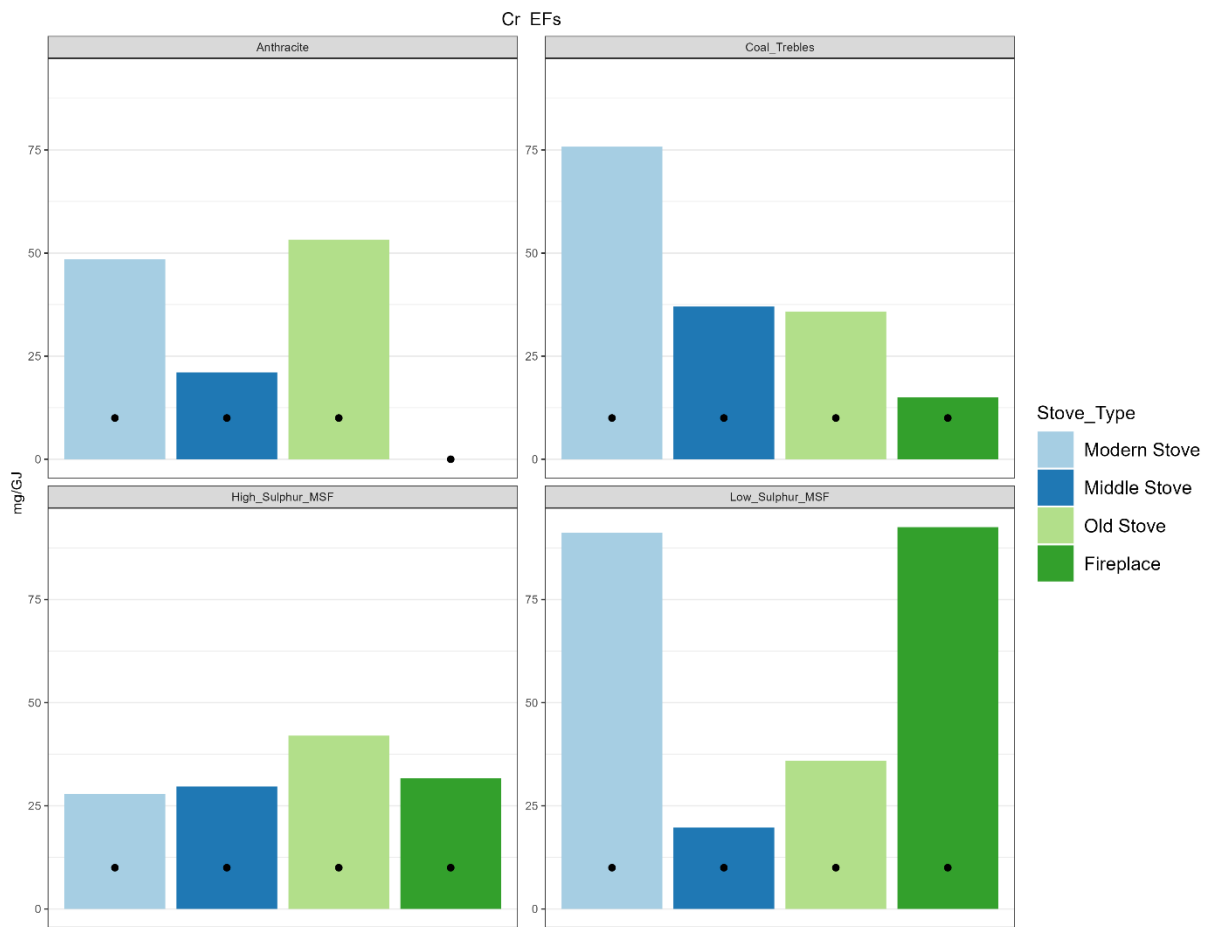 Cr EFs
Anthracite
Coal_Trebles
75
50
25
0
75
50
25
0
High_Sulphur_MSF
Low_Sulphur_MSF
75
50
25
0
75
50
25
0
mg/GJ
Stove_Type
Modern Stove
Middle Stove
Old Stove
Fireplace